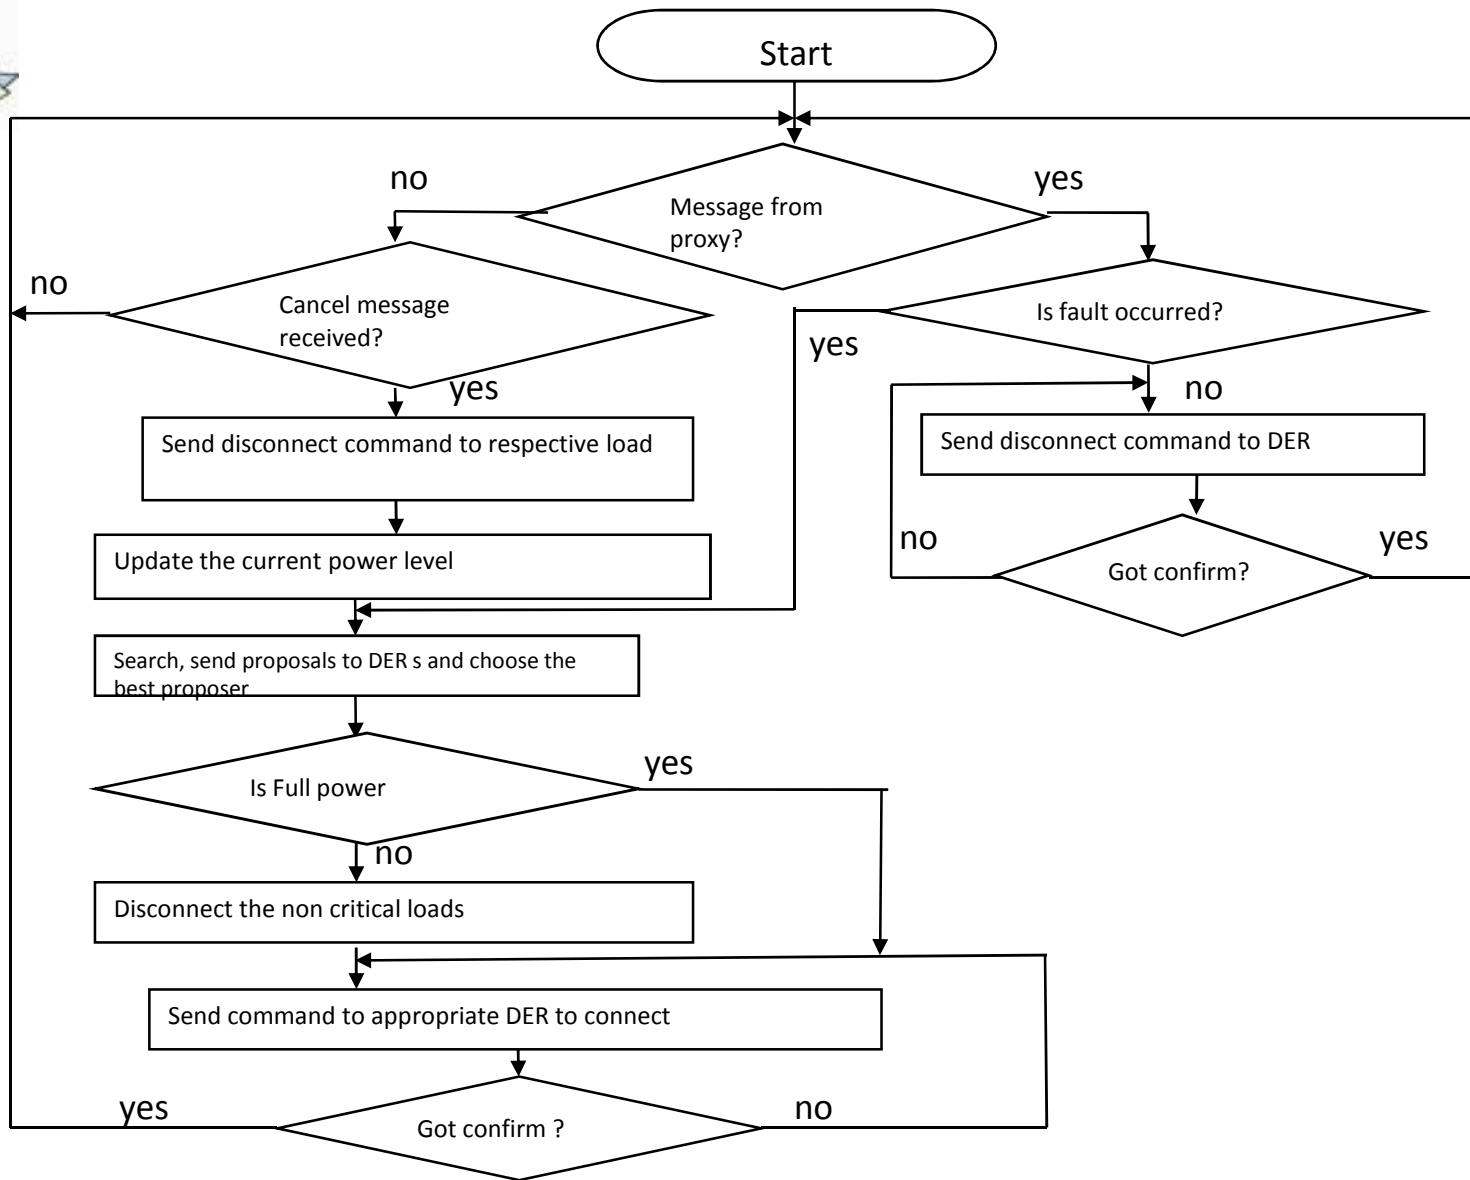 Start
no
yes
Message from
proxy?
no
Cancel message
received?
Is fault occurred?
yes
yes
no
Send disconnect command to respective load
Send disconnect command to DER
no
yes
Update the current power level
Got confirm?
Search, send proposals to DER s and choose the
best proposer
yes
Is Full power
no
Disconnect the non critical loads
Send command to appropriate DER to connect
yes
no
Got confirm ?